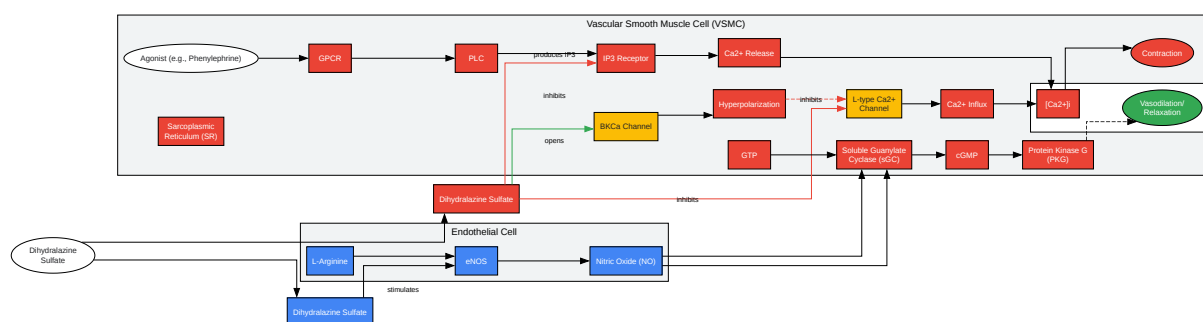 Vascular Smooth Muscle Cell (VSMC)
Agonist (e.g., Phenylephrine)
GPCR
PLC
produces IP3
IP3 Receptor
Ca2+ Release
Contraction
inhibits
Hyperpolarization
inhibits
L-type Ca2+
Channel
Ca2+ Influx
[Ca2+]i
Vasodilation/
Relaxation
Sarcoplasmic
Reticulum (SR)
BKCa Channel
opens
GTP
Soluble Guanylate
Cyclase (sGC)
cGMP
Protein Kinase G
(PKG)
Dihydralazine Sulfate
inhibits
Endothelial Cell
Dihydralazine
Sulfate
L-Arginine
eNOS
Nitric Oxide (NO)
stimulates
Dihydralazine Sulfate